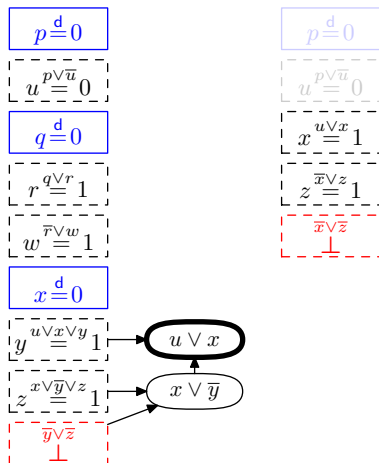 p =^d 0
u =^{p∨u̅} 0
q =^d 0
r =^{q∨r} 1
w =^{r̅∨w} 1
x =^d 0
y =^{u∨x∨y} 1
u ∨ x
z =^{x∨y̅∨z} 1
x ∨ y̅
y̅∨z̅
⊥
p =^d 0
u =^{p∨u̅} 0
x =^{u∨x} 1
z =^{x̅∨z} 1
x̅∨z̅
⊥